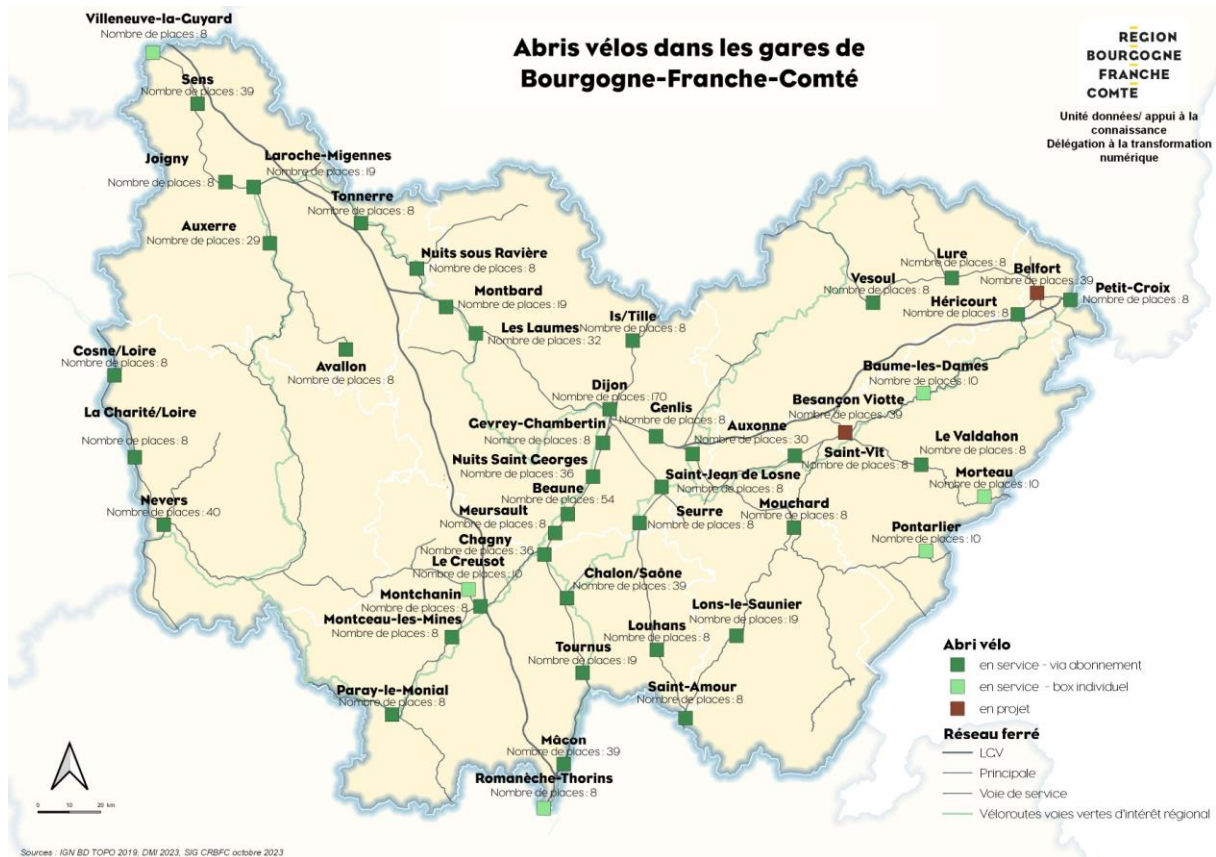 Abris vélos dans les gares de
Bourgogne-Franche-Comté
RÉGION
BOURGOGNE
FRANCHE
COMTÉ
Unité données/ appui à la
connaissance
Délégation à la transformation
numérique
Villeneuve-la-Guyard
Nombre de places : 8
Sens
Nombre de places : 39
Joigny
Nombre de places : 8
Laroche-Migennes
Nombre de places : 19
Tonnerre
Nombre de places : 8
Auxerre
Nombre de places : 29
Nuits sous Ravière
Nombre de places : 8
Montbard
Nombre de places : 19
Les Laumes
Nombre de places : 32
Is/Tille
Nombre de places : 8
Vesoul
Nombre de places : 8
Lure
Nombre de places : 8
Belfort
Nombre de places : 39
Petit-Croix
Nombre de places : 8
Héricourt
Nombre de places : 8
Cosne/Loire
Nombre de places : 8
Avallon
Nombre de places : 8
Baume-les-Dames
Nombre de places : 10
Dijon
Nombre de places : 170
Genlis
Nombre de places : 8
Besançon Viotte
Nombre de places : 39
La Charité/Loire
Nombre de places : 8
Gevrey-Chambertin
Nombre de places : 8
Auxonne
Nombre de places : 30
Saint-Vit
Nombre de places : 8
Le Valdahon
Nombre de places : 8
Nuits Saint Georges
Nombre de places : 36
Saint-Jean de Losne
Nombre de places : 8
Morteau
Nombre de places : 10
Beaune
Nombre de places : 54
Nevers
Nombre de places : 40
Meursault
Nombre de places : 8
Seurre
Nombre de places : 8
Mouchard
Nombre de places : 8
Pontarlier
Nombre de places : 10
Chagny
Nombre de places : 36
Le Creusot
Nombre de places : 10
Chalon/Saône
Nombre de places : 39
Montchanin
Nombre de places : 8
Montceau-les-Mines
Nombre de places : 8
Lons-le-Saunier
Nombre de places : 19
Louhans
Nombre de places : 8
Tournus
Nombre de places : 19
Paray-le-Monial
Nombre de places : 8
Saint-Amour
Nombre de places : 8
Mâcon
Nombre de places : 39
Romanèche-Thorins
Nombre de places : 8
Abri vélo
en service - via abonnement
en service - box individuel
en projet
Réseau ferré
LGV
Principale
Voie de service
Véloroutes voies vertes d'intérêt régional
0 10 20 km
Sources : IGN BD TOPO 2019, DMI 2023, SIG CRBFC octobre 2023